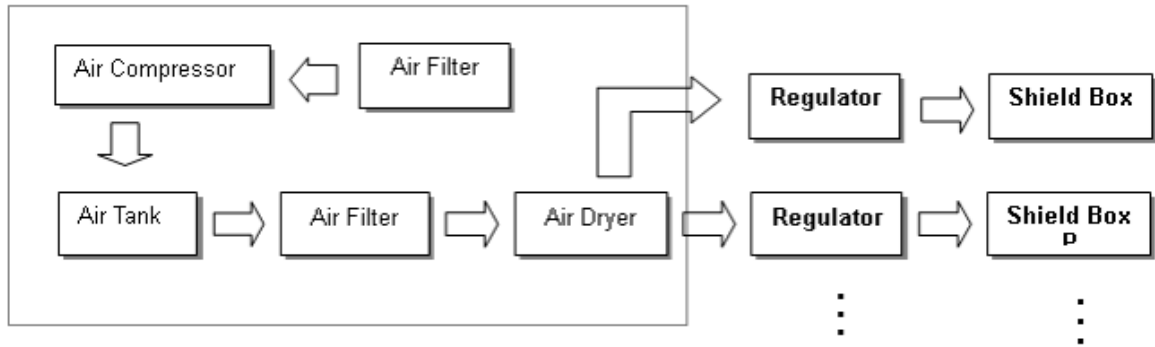 Air Compressor
Air Filter
Regulator
Shield Box
Air Tank
Air Filter
Air Dryer
Regulator
Shield Box